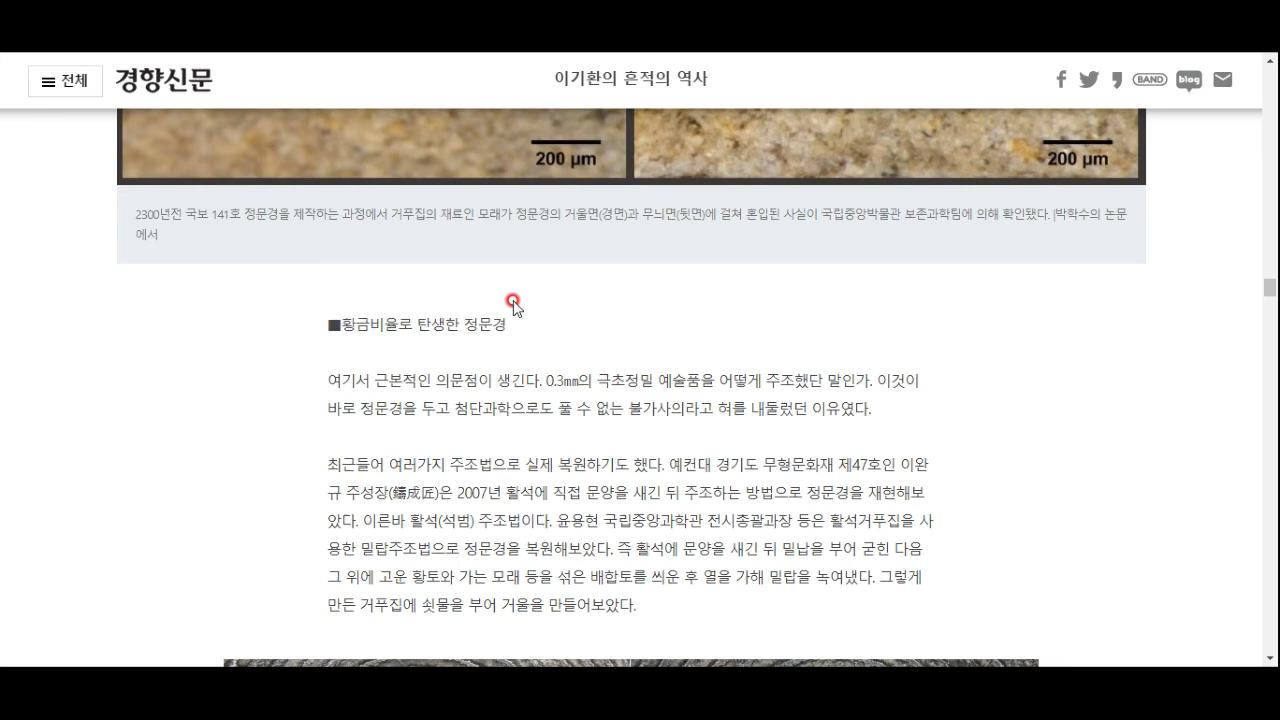 전체
경향신문
이기환의 흔적의 역사
BAND
blog
200 μm
200 μm
2300년전 국보 141호 정문경을 제작하는 과정에서 거푸집의 재료인 모래가 정문경의 거울면(경면)과 무늬면(뒷면)에 걸쳐 혼입된 사실이 국립중앙박물관 보존과학팀에 의해 확인됐다. |박학수의 논문
에서
■황금비율로 탄생한 정문경
여기서 근본적인 의문점이 생긴다. 0.3㎜의 극초정밀 예술품을 어떻게 주조했단 말인가. 이것이
바로 정문경을 두고 첨단과학으로도 풀 수 없는 불가사의라고 혀를 내둘렀던 이유였다.
최근들어 여러가지 주조법으로 실제 복원하기도 했다. 예컨대 경기도 무형문화재 제47호인 이완
규 주성장(鑄成匠)은 2007년 활석에 직접 문양을 새긴 뒤 주조하는 방법으로 정문경을 재현해보
았다. 이른바 활석(석범) 주조법이다. 윤용현 국립중앙과학관 전시총괄과장 등은 활석거푸집을 사
용한 밀랍주조법으로 정문경을 복원해보았다. 즉 활석에 문양을 새긴 뒤 밀납을 부어 굳힌 다음
그 위에 고운 황토와 가는 모래 등을 섞은 배합토를 씌운 후 열을 가해 밀랍을 녹여냈다. 그렇게
만든 거푸집에 쇳물을 부어 거울을 만들어보았다.